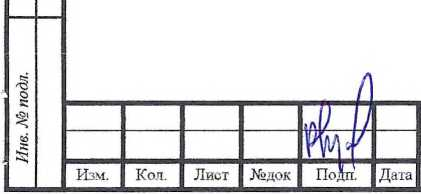 Инв. № подл.
Изм. Кол. Лист №док Подп. Дата